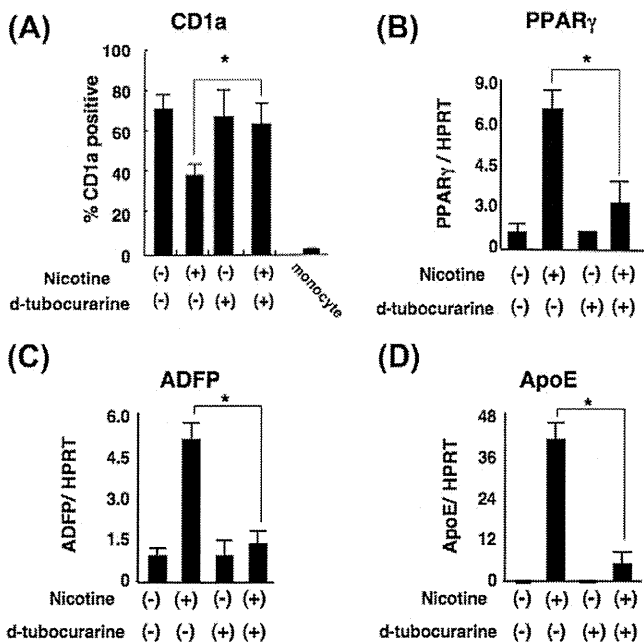 (A) CD1a
*
100
80
60
40
20
0
% CD1a positive
Nicotine (-) (+) (-) (+) monocyte
d-tubocurarine (-) (-) (+) (+)
(B) PPARγ
*
9.0
6.0
4.5
3.0
0
PPARγ / HPRT
Nicotine (-) (+) (-) (+)
d-tubocurarine (-) (-) (+) (+)
(C) ADFP
*
6.0
4.5
3.0
1.5
0
ADFP/ HPRT
Nicotine (-) (+) (-) (+)
d-tubocurarine (-) (-) (+) (+)
(D) ApoE
*
48
36
24
12
0
ApoE/ HPRT
Nicotine (-) (+) (-) (+)
d-tubocurarine (-) (-) (+) (+)